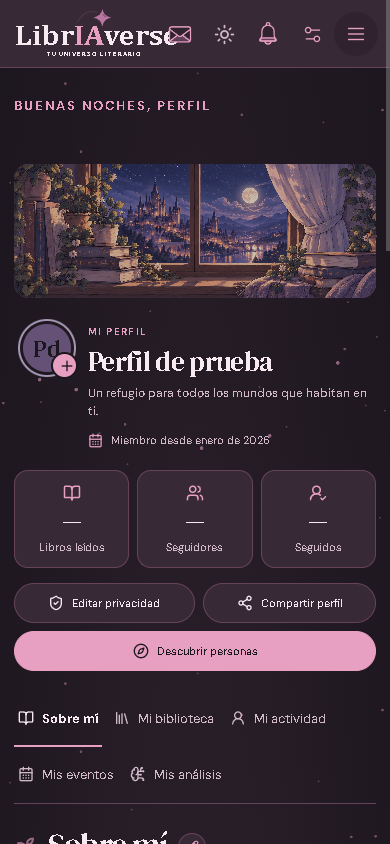 LibrIAverso
TU UNIVERSO LITERARIO
BUENAS NOCHES, PERFIL
Pd
MI PERFIL
Perfil de prueba
Un refugio para todos los mundos que habitan en
ti.
Miembro desde enero de 2026
— — —
Libros leídos Seguidores Seguidos
Editar privacidad Compartir perfil
Descubrir personas
Sobre mí Mi biblioteca Mi actividad
Mis eventos Mis análisis
Sobre mí